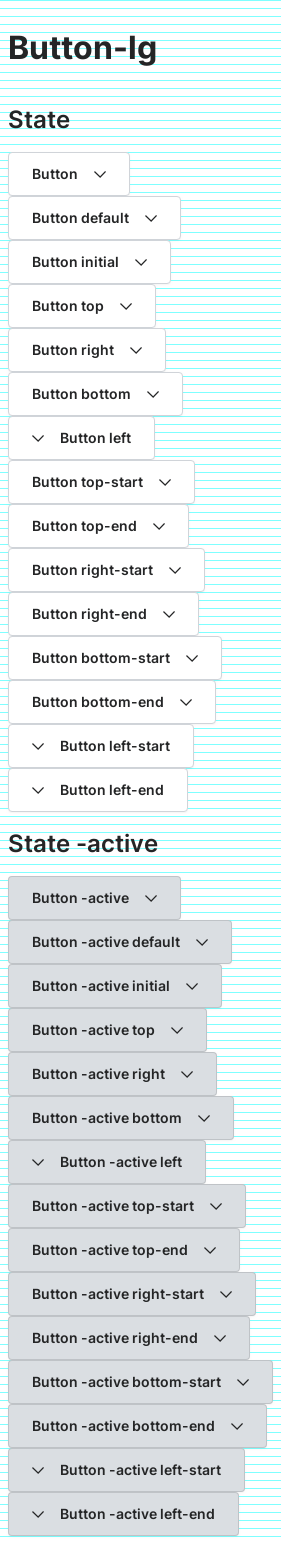 Button-lg
State
Button
Button default
Button initial
Button top
Button right
Button bottom
Button left
Button top-start
Button top-end
Button right-start
Button right-end
Button bottom-start
Button bottom-end
Button left-start
Button left-end
State -active
Button -active
Button -active default
Button -active initial
Button -active top
Button -active right
Button -active bottom
Button -active left
Button -active top-start
Button -active top-end
Button -active right-start
Button -active right-end
Button -active bottom-start
Button -active bottom-end
Button -active left-start
Button -active left-end